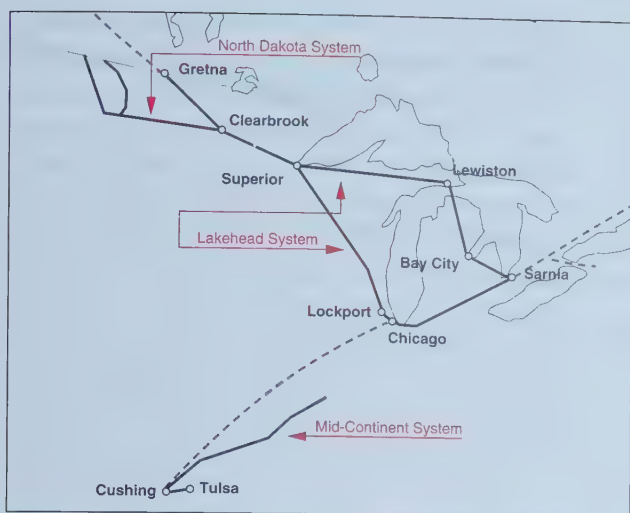 North Dakota System
Gretna
Clearbrook
Superior
Lewiston
Lakehead System
Bay City
Sarnia
Lockport
Chicago
Mid-Continent System
Cushing
Tulsa